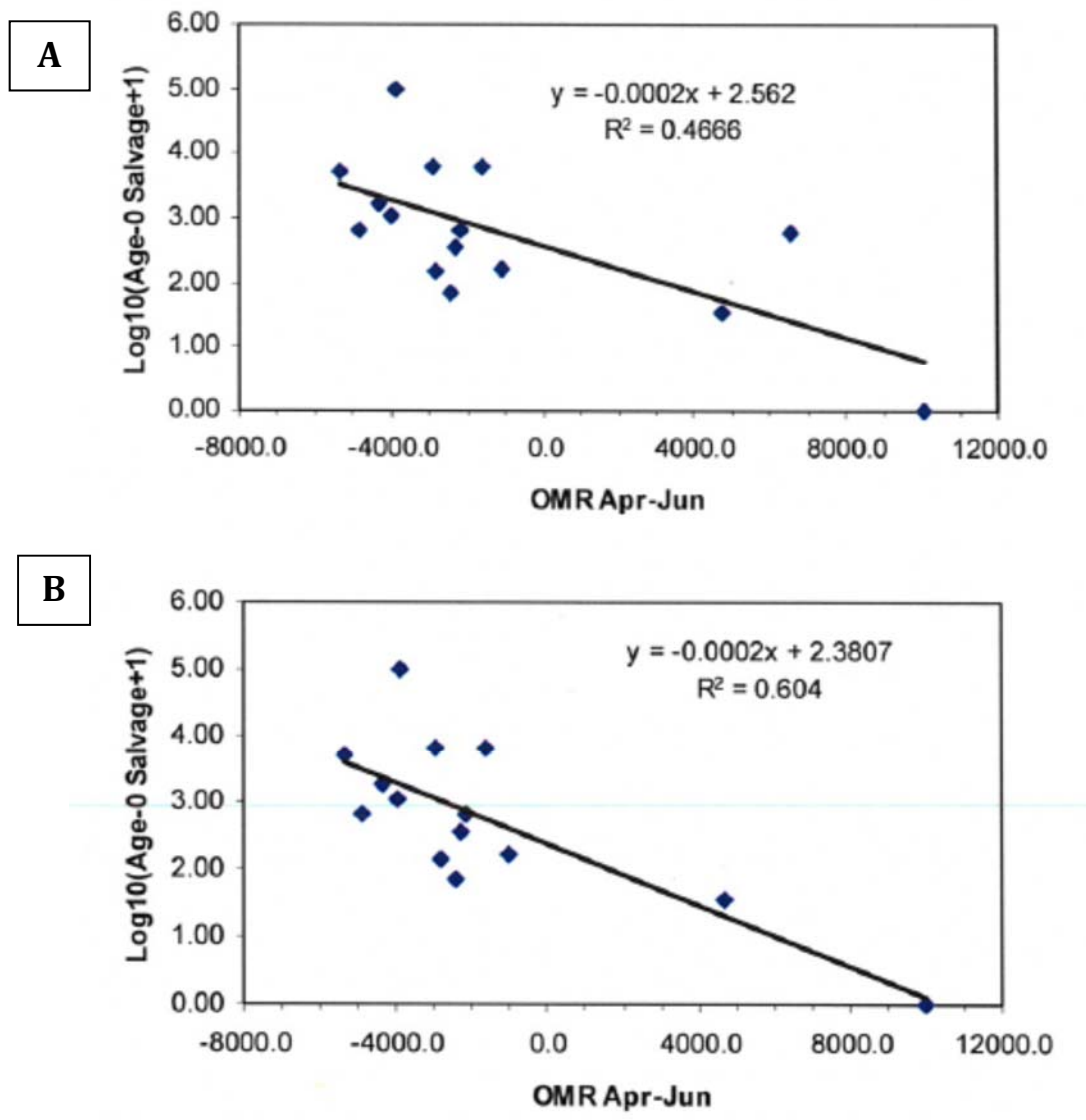 A
6.00
5.00
4.00
3.00
2.00
1.00
0.00
Log10(Age-0 Salvage+1)
y = -0.0002x + 2.562
R² = 0.4666
-8000.0 -4000.0 0.0 4000.0 8000.0 12000.0
OMR Apr-Jun
B
6.00
5.00
4.00
3.00
2.00
1.00
0.00
Log10(Age-0 Salvage+1)
y = -0.0002x + 2.3807
R² = 0.604
-8000.0 -4000.0 0.0 4000.0 8000.0 12000.0
OMR Apr-Jun